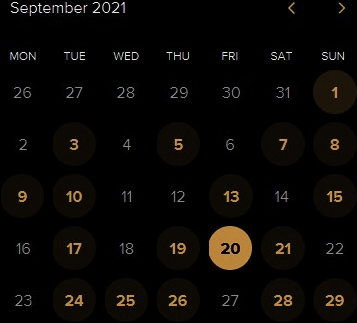 September 2021
MON TUE WED THU FRI SAT SUN
26 27 28 29 30 31 1
2 3 4 5 6 7 8
9 10 11 12 13 14 15
16 17 18 19 20 21 22
23 24 25 26 27 28 29